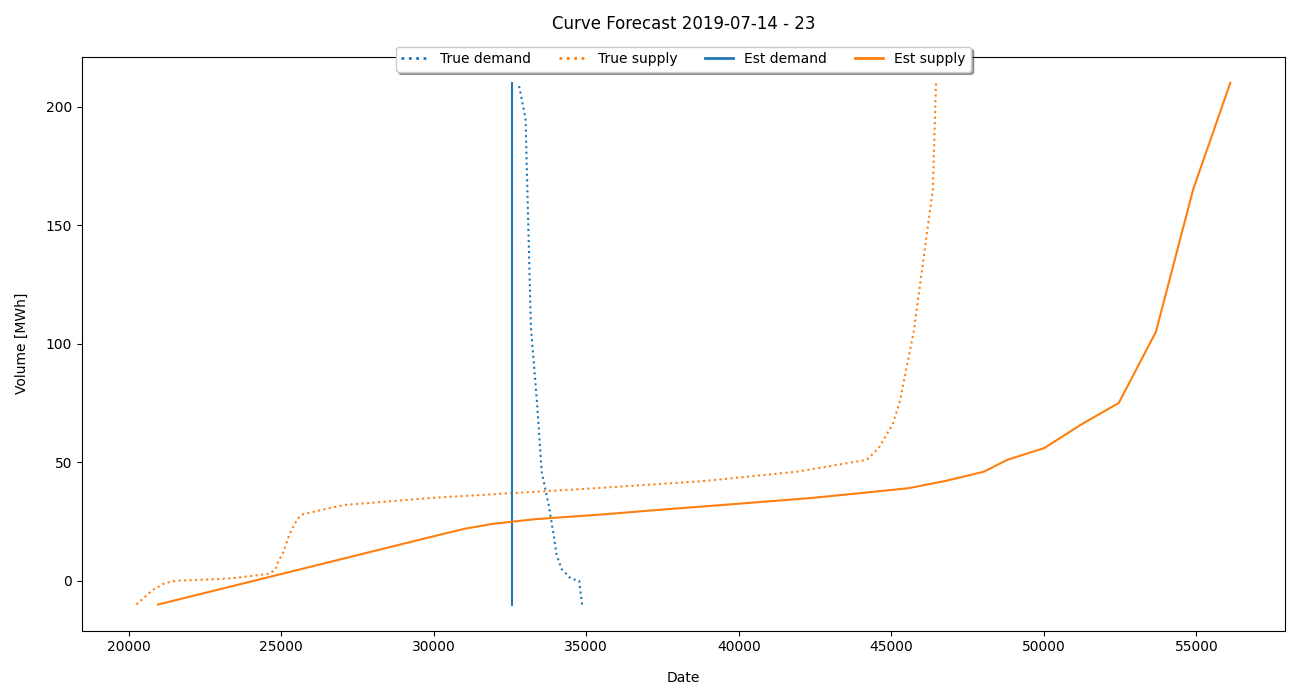 Curve Forecast 2019-07-14 - 23
True demand True supply Est demand Est supply
200
150
100
50
0
Volume [MWh]
20000 25000 30000 35000 40000 45000 50000 55000
Date